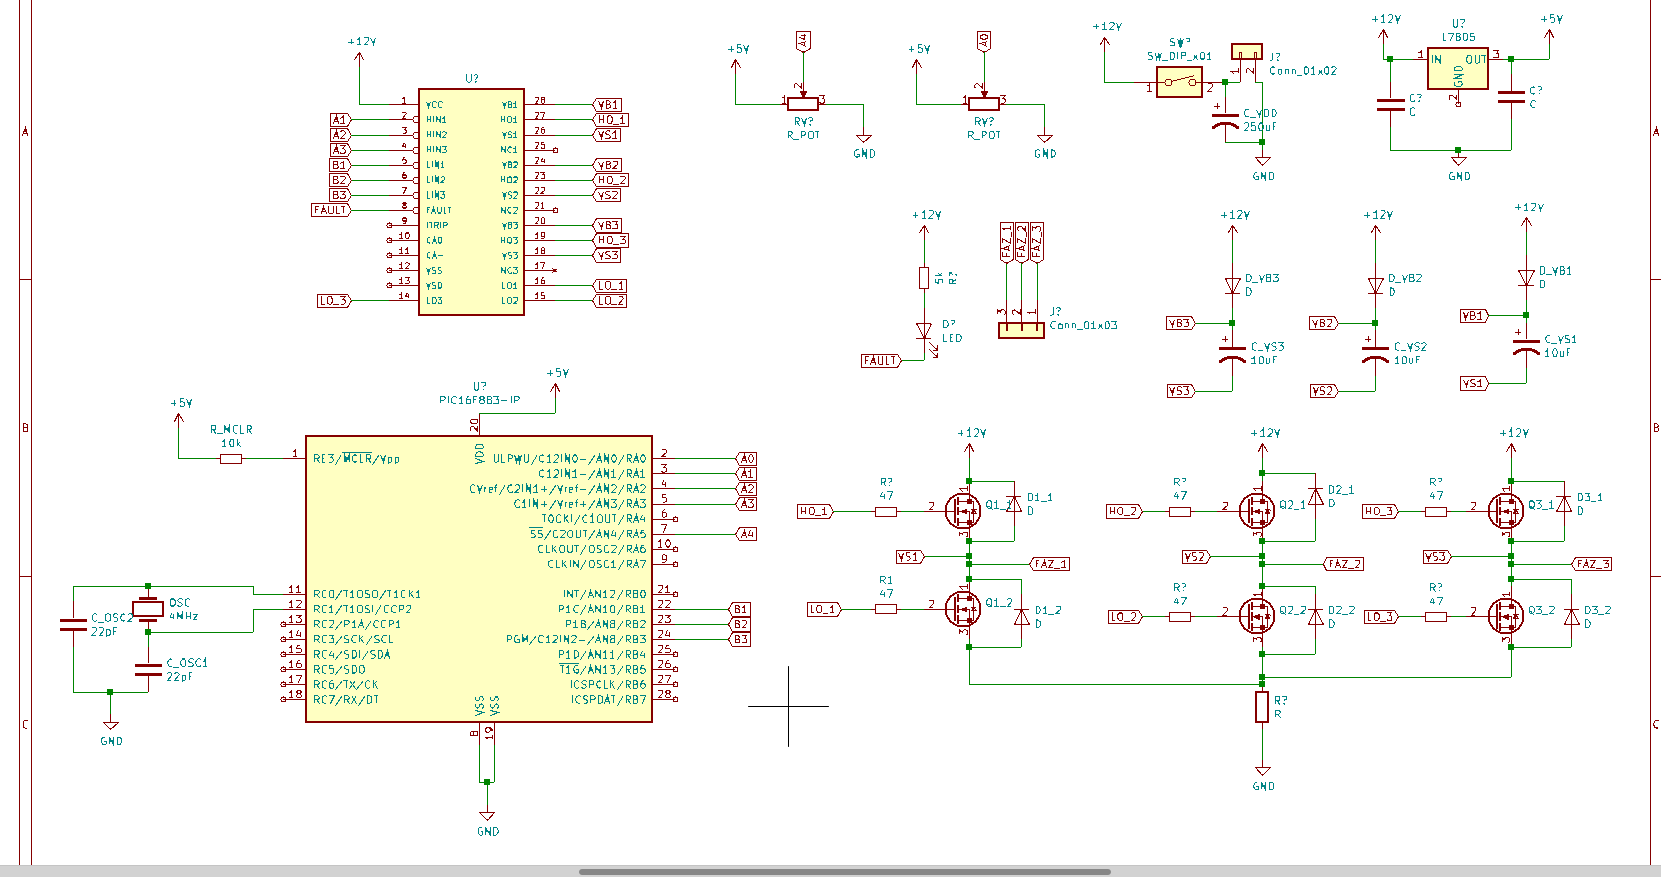 +12V
U?
1 VCC VB1 28 VB1
A1 2 HIN1 HO1 27 HO_1
A2 3 HIN2 VS1 26 VS1
A3 4 HIN3 NC1 25
B1 5 LIN1 VB2 24 VB2
B2 6 LIN2 HO2 23 HO_2
B3 7 LIN3 VS2 22 VS2
FAULT 8 FAULT NC2 21
9 ITRIP VB3 20 VB3
10 CAO HO3 19 HO_3
11 CA- VS3 18 VS3
12 VSS NC3 17
13 VSO LO1 16 LO_1
LO_3 14 LO3 LO2 15 LO_2
+5V
A4
2
1 3
RV?
R_POT
GND
+5V
A0
2
1 3
RV?
R_POT
GND
+12V
SW?
SW_DIP_x01
1 2
J?
Conn_01x02
1 2
C_VDD
250uF
GND
+12V
U?
L7805
+5V
1 IN OUT 3
GND
2
C?
C
C?
C
GND
+12V
5k
R?
D?
LED
FAULT
FAZ_1
FAZ_2
FAZ_3
3 2 1
J?
Conn_01x03
+12V
D_VB3
D
VB3
C_VS3
10uF
VS3
+12V
D_VB2
D
VB2
C_VS2
10uF
VS2
+12V
D_VB1
D
VB1
C_VS1
10uF
VS1
+5V
R_MCLR
10k
U?
PIC16F883-IP
+5V
20
VDD
1 RE3/MCLR/Vpp ULPWU/C12IN0-/AN0/RA0 2 A0
C12IN1-/AN1/RA1 3 A1
CVref/C2IN1+/Vref-/AN2/RA2 4 A2
C1IN+/Vref+/AN3/RA3 5 A3
T0CKI/C1OUT/RA4 6
SS/C2OUT/AN4/RA5 7 A4
CLKOUT/OSC2/RA6 10
CLKIN/OSC1/RA7 9
11 RC0/T1OSO/T1CK1 INT/AN12/RB0 21
12 RC1/T1OSI/CCP2 P1C/AN10/RB1 22 B1
13 RC2/P1A/CCP1 P1B/AN8/RB2 23 B2
14 RC3/SCK/SCL PGM/C12IN2-/AN8/RB3 24 B3
15 RC4/SDI/SDA P1D/AN11/RB4 25
16 RC5/SDO T1G/AN13/RB5 26
17 RC6/TX/CK ICSPCLK/RB6 27
18 RC7/RX/DT ICSPDAT/RB7 28
VSS VSS
8 19
GND
C_OSC2
22pF
OSC
4MHz
C_OSC1
22pF
GND
+12V
HO_1
R?
47
2
1
3
Q1_1
D1_1
D
VS1
FAZ_1
LO_1
R1
47
2
1
3
Q1_2
D1_2
D
+12V
HO_2
R?
47
2
1
3
Q2_1
D2_1
D
VS2
FAZ_2
LO_2
R?
47
2
1
3
Q2_2
D2_2
D
+12V
HO_3
R?
47
2
1
3
Q3_1
D3_1
D
VS3
FAZ_3
LO_3
R?
47
2
1
3
Q3_2
D3_2
D
R?
R
GND
A
B
C
A
B
C